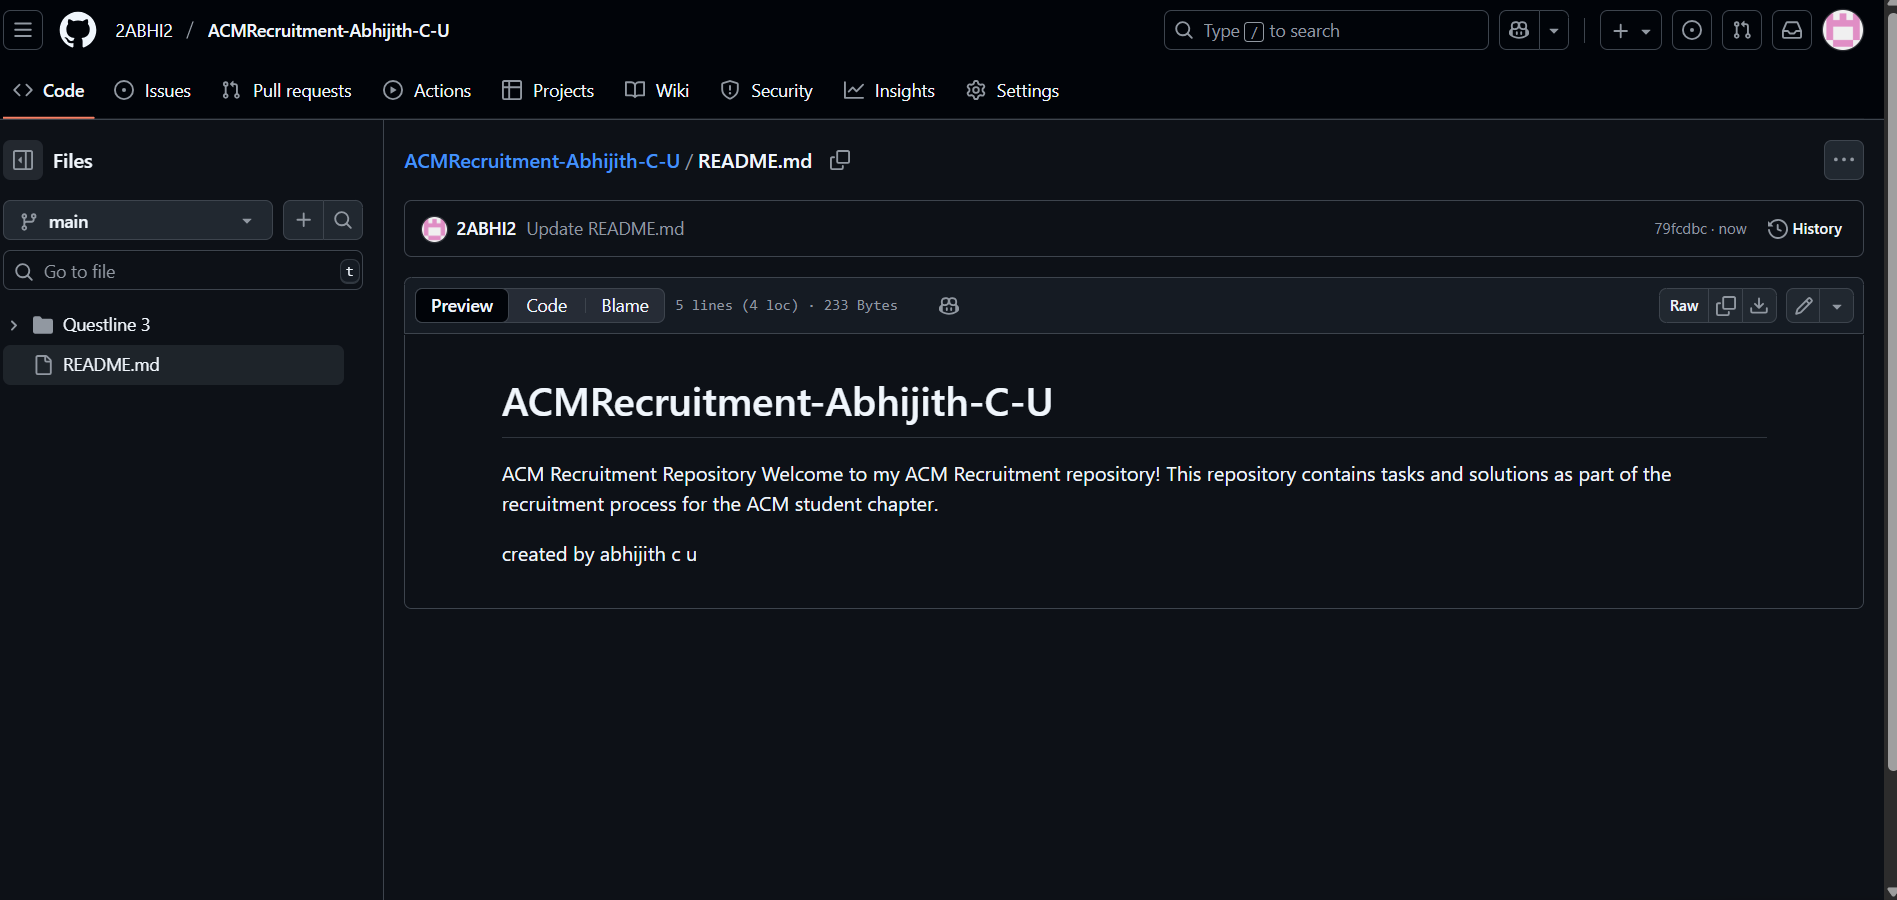 2ABHI2 / ACMRecruitment-Abhijith-C-U
Type / to search
Code Issues Pull requests Actions Projects Wiki Security Insights Settings
Files
main
Go to file t
Questline 3
README.md
ACMRecruitment-Abhijith-C-U / README.md
2ABHI2 Update README.md 79fcdbc · now History
Preview Code Blame 5 lines (4 loc) · 233 Bytes Raw
ACMRecruitment-Abhijith-C-U
ACM Recruitment Repository Welcome to my ACM Recruitment repository! This repository contains tasks and solutions as part of the
recruitment process for the ACM student chapter.
created by abhijith c u